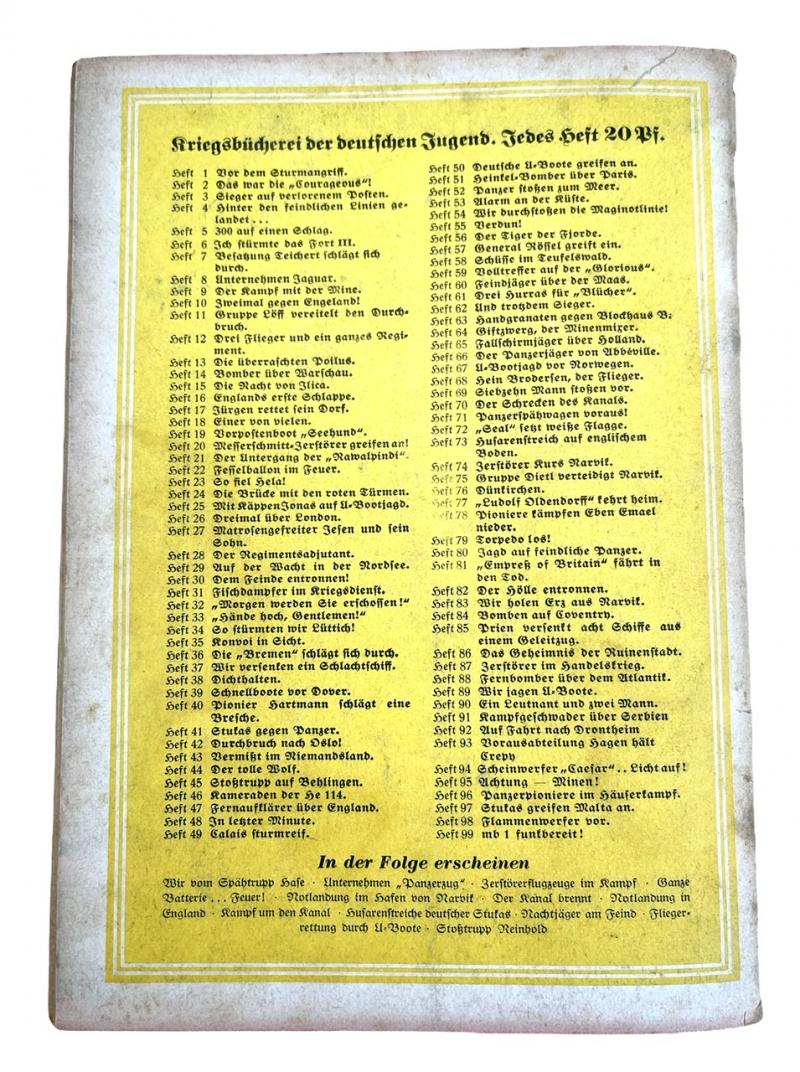 Kriegsbücherei der deutschen Jugend. Jedes Heft 20 Pf.
Heft 1 Vor dem Sturmangriff.
Heft 2 Das war die „Courageous“!
Heft 3 Sieger auf verlorenem Posten.
Heft 4 Hinter den feindlichen Linien ge-
landet ...
Heft 5 300 auf einen Schlag.
Heft 6 Ich stürmte das Fort III.
Heft 7 Besatzung Teichert schlägt sich
durch.
Heft 8 Unternehmen Jaguar.
Heft 9 Der Kampf mit der Mine.
Heft 10 Zweimal gegen Engeland!
Heft 11 Gruppe Löff vereitelt den Durch-
bruch.
Heft 12 Drei Flieger und ein ganzes Regi-
ment.
Heft 13 Die überraschten Poilus.
Heft 14 Bomber über Warschau.
Heft 15 Die Nacht von Ilica.
Heft 16 Englands erste Schlappe.
Heft 17 Jürgen rettet sein Dorf.
Heft 18 Einer von vielen.
Heft 19 Vorpostenboot „Seehund“.
Heft 20 Messerschmitt-Zerstörer greifen an!
Heft 21 Der Untergang der „Rawalpindi“.
Heft 22 Fesselballon im Feuer.
Heft 23 So fiel Hela!
Heft 24 Die Brücke mit den roten Türmen.
Heft 25 Mit Käppen Jonas auf U-Bootjagd.
Heft 26 Dreimal über London.
Heft 27 Matrosengefreiter Jesen und sein
Sohn.
Heft 28 Der Regimentsadjutant.
Heft 29 Auf der Wacht in der Nordsee.
Heft 30 Dem Feinde entronnen!
Heft 31 Fischdampfer im Kriegsdienst.
Heft 32 „Morgen werden Sie erschossen!“
Heft 33 „Hände hoch, Gentlemen!“
Heft 34 So stürmten wir Lüttich!
Heft 35 Konvoi in Sicht.
Heft 36 Die „Bremen“ schlägt sich durch.
Heft 37 Wir versenken ein Schlachtschiff.
Heft 38 Dichthalten.
Heft 39 Schnellboote vor Dover.
Heft 40 Pionier Hartmann schlägt eine
Bresche.
Heft 41 Stukas gegen Panzer.
Heft 42 Durchbruch nach Oslo!
Heft 43 Vermißt im Niemandsland.
Heft 44 Der tolle Wolf.
Heft 45 Stoßtrupp auf Behlingen.
Heft 46 Kameraden der He 114.
Heft 47 Fernaufklärer über England.
Heft 48 In letzter Minute.
Heft 49 Calais sturmreif.
Heft 50 Deutsche U-Boote greifen an.
Heft 51 Heinkel-Bomber über Paris.
Heft 52 Panzer stoßen zum Meer.
Heft 53 Alarm an der Küste.
Heft 54 Wir durchstoßen die Maginotlinie!
Heft 55 Verdun!
Heft 56 Der Tiger der Fjorde.
Heft 57 General Rössel greift ein.
Heft 58 Schüsse im Teufelswald.
Heft 59 Volltreffer auf der „Glorious“.
Heft 60 Feindjäger über der Maas.
Heft 61 Drei Hurras für „Blücher“.
Heft 62 Und trotzdem Sieger.
Heft 63 Handgranaten gegen Blockhaus B:
Heft 64 Giftzwerg, der Minenmixer.
Heft 65 Fallschirmjäger über Holland.
Heft 66 Der Panzerjäger von Abbéville.
Heft 67 U-Bootjagd vor Norwegen.
Heft 68 Hein Brodersen, der Flieger.
Heft 69 Siebzehn Mann stoßen vor.
Heft 70 Der Schrecken des Kanals.
Heft 71 Panzerspähwagen voraus!
Heft 72 „Seal“ setzt weiße Flagge.
Heft 73 Husarenstreich auf englischem
Boden.
Heft 74 Zerstörer Kurs Narvik.
Heft 75 Gruppe Dietl verteidigt Narvik.
Heft 76 Dünkirchen.
Heft 77 „Ludolf Oldendorff“ kehrt heim.
Heft 78 Pioniere kämpfen Eben Emael
nieder.
Heft 79 Torpedo los!
Heft 80 Jagd auf feindliche Panzer.
Heft 81 „Empreß of Britain“ fährt in
den Tod.
Heft 82 Der Hölle entronnen.
Heft 83 Wir holen Erz aus Narvik.
Heft 84 Bomben auf Coventry.
Heft 85 Prien versenkt acht Schiffe aus
einem Geleitzug.
Heft 86 Das Geheimnis der Ruinenstadt.
Heft 87 Zerstörer im Handelskrieg.
Heft 88 Fernbomber über dem Atlantik.
Heft 89 Wir jagen U-Boote.
Heft 90 Ein Leutnant und zwei Mann.
Heft 91 Kampfgeschwader über Serbien
Heft 92 Auf Fahrt nach Drontheim
Heft 93 Vorausabteilung Hagen hält
Crepy
Heft 94 Scheinwerfer „Caesar“ .. Licht auf!
Heft 95 Achtung — Minen!
Heft 96 Panzerpioniere im Häuserkampf.
Heft 97 Stukas greifen Malta an.
Heft 98 Flammenwerfer vor.
Heft 99 mb 1 funkbereit!
In der Folge erscheinen
Wir vom Spähtrupp Hase · Unternehmen „Panzerzug“ · Zerstörerflugzeuge im Kampf · Ganze
Batterie ... Feuer! · Notlandung im Hafen von Narvik · Der Kanal brennt · Notlandung in
England · Kampf um den Kanal · Husarenstreiche deutscher Stukas · Nachtjäger am Feind · Flieger-
rettung durch U-Boote · Stoßtrupp Reinhold